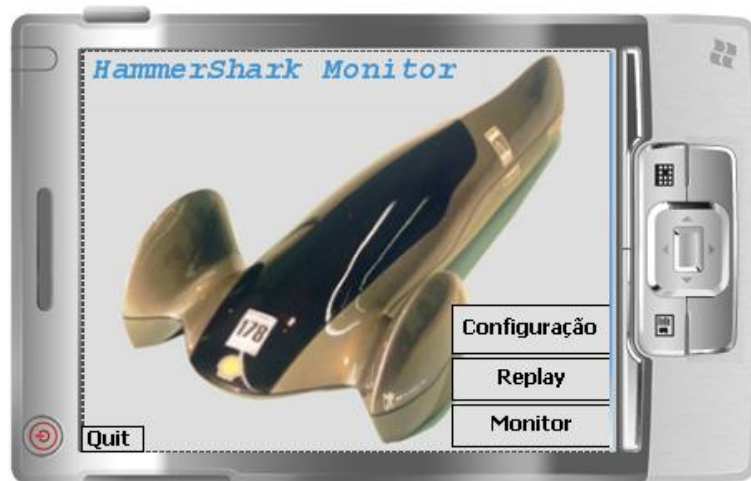 HammerShark Monitor
178
Configuração
Replay
Monitor
Quit